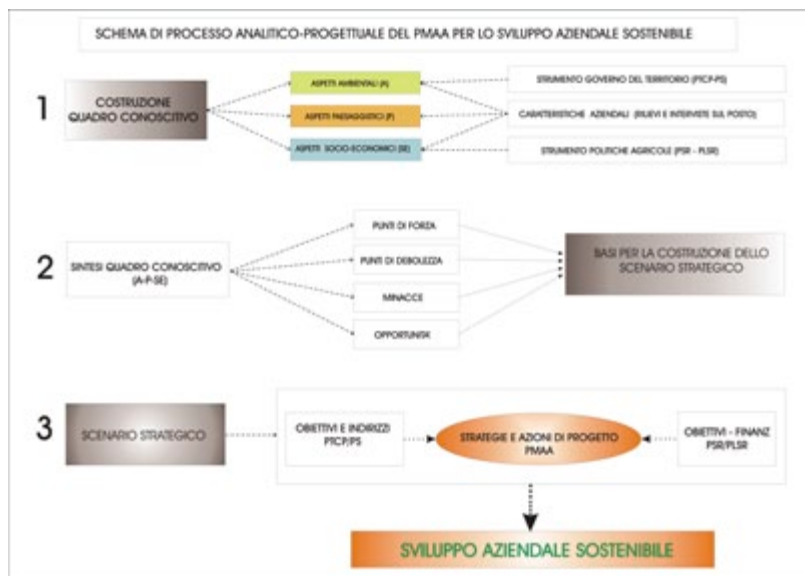 SCHEMA DI PROCESSO ANALITICO-PROGETTUALE DEL PMAA PER LO SVILUPPO AZIENDALE SOSTENIBILE
1
COSTRUZIONE
QUADRO CONOSCITIVO
ASPETTI AMBIENTALI (A)
ASPETTI PAESAGGISTICI (P)
ASPETTI SOCIO-ECONOMICI (SE)
STRUMENTO GOVERNO DEL TERRITORIO (PTCP-PS)
CARATTERISTICHE AZIENDALI (RILIEVI E INTERVISTE SUL POSTO)
STRUMENTO POLITICHE AGRICOLE (PSR - PLSR)
2
SINTESI QUADRO CONOSCITIVO
(A-P-SE)
PUNTI DI FORZA
PUNTI DI DEBOLEZZA
MINACCE
OPPORTUNISK
BASI PER LA COSTRUZIONE DELLO
SCENARIO STRATEGICO
3
SCENARIO STRATEGICO
OBIETTIVI E INDIRIZZI
PTCP/PS
STRATEGIE E AZIONI DI PROGETTO
PMAA
OBIETTIVI - FINANZ
PSR/PLSR
SVILUPPO AZIENDALE SOSTENIBILE